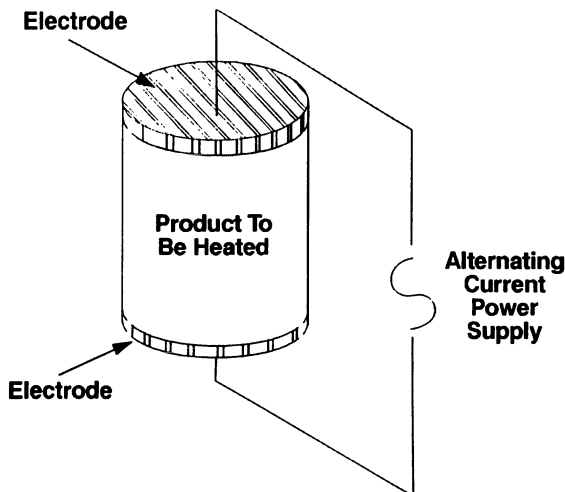 Electrode
Product To
Be Heated
Alternating
Current
Power
Supply
Electrode